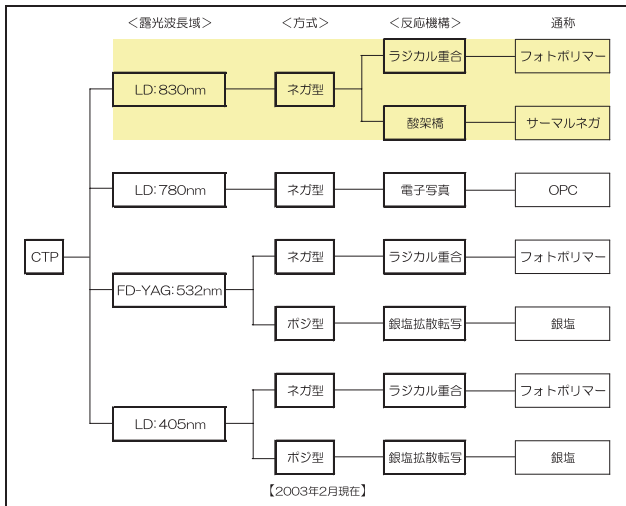 <露光波長域> <方式> <反応機構> 通称
ラジカル重合 フォトポリマー
LD:830nm ネガ型
酸架橋 サーマルネガ
LD:780nm ネガ型 電子写真 OPC
ネガ型 ラジカル重合 フォトポリマー
CTP
FD-YAG:532nm
ポジ型 銀塩拡散転写 銀塩
ネガ型 ラジカル重合 フォトポリマー
LD:405nm
ポジ型 銀塩拡散転写 銀塩
【2003年2月現在】